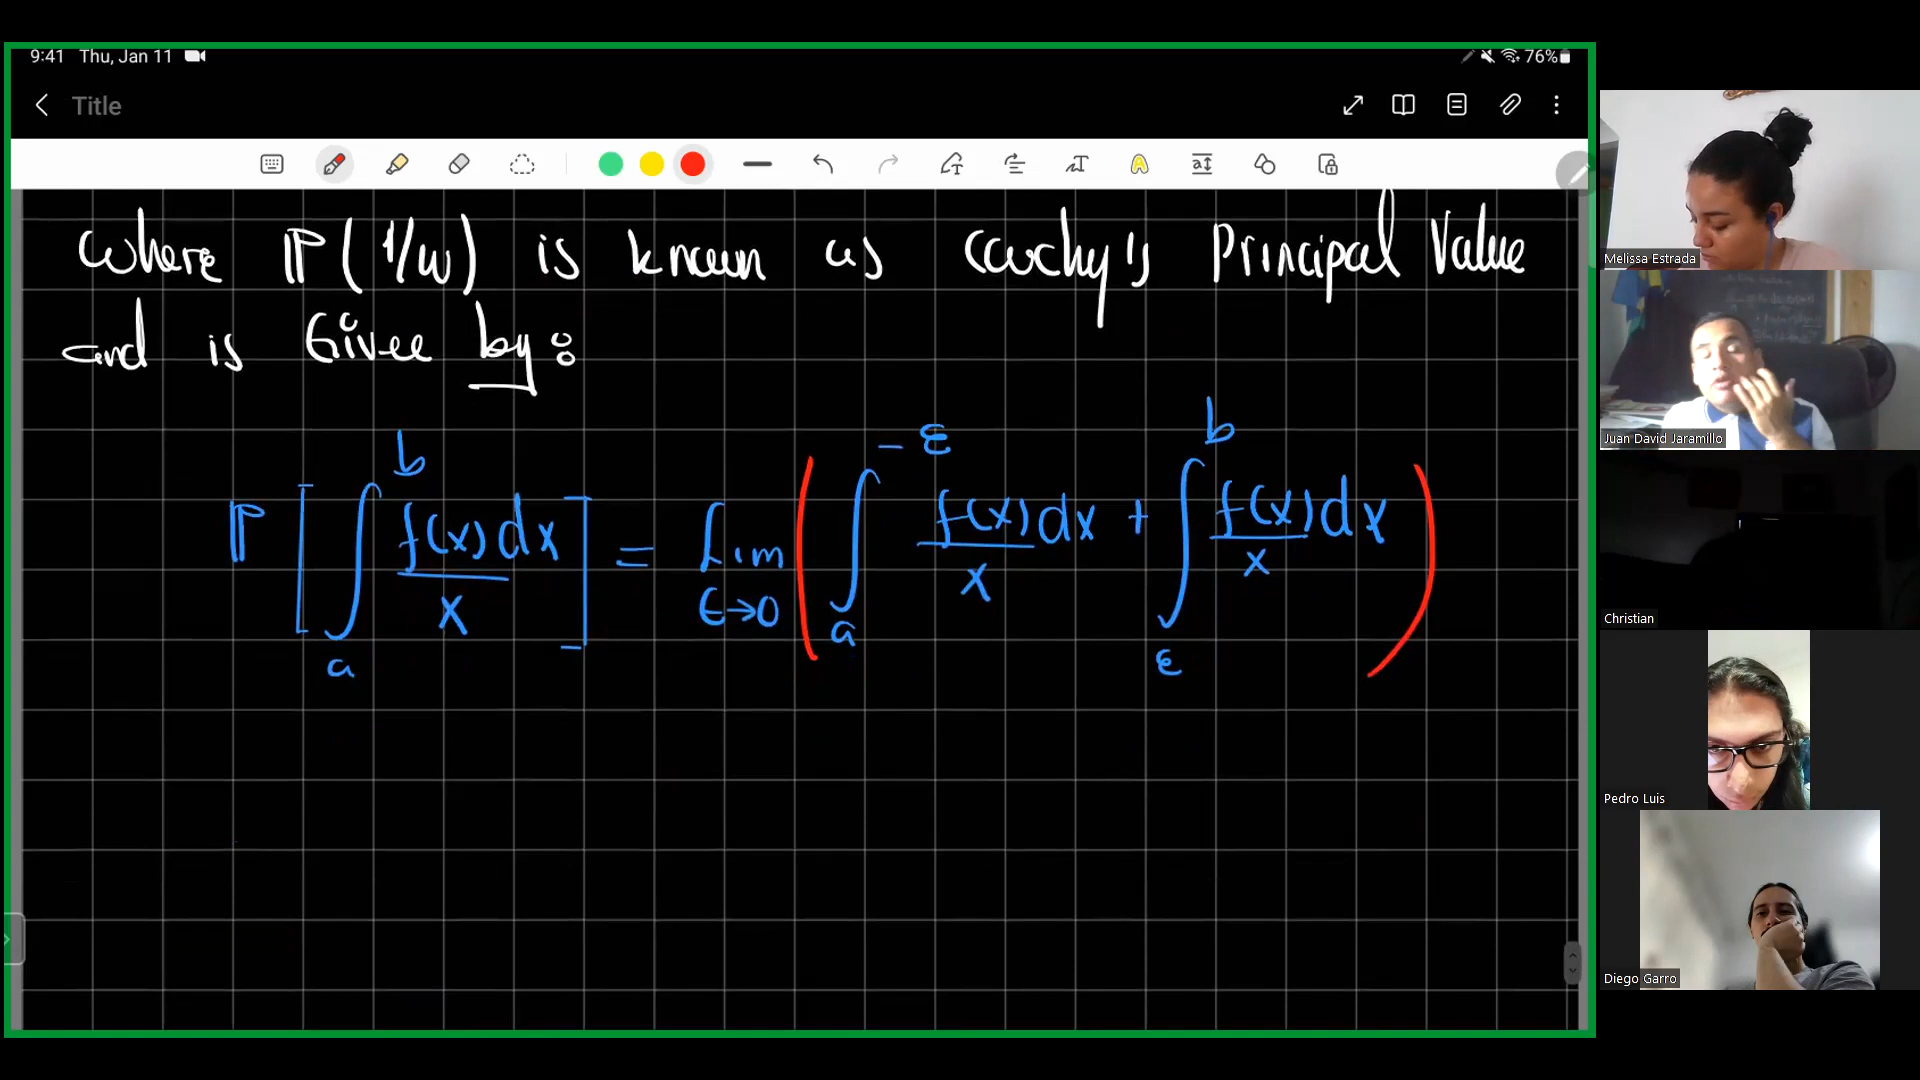 9:41 Thu, Jan 11 76%
Title
where ℙ(1/w) is known as Cauchy's Principal Value
and is Givee by:
ℙ[∫_a^b f(x)/x dx] = Lim_{ε→0} (∫_a^{-ε} f(x)/x dx + ∫_ε^b f(x)/x dx)
Melissa Estrada
Juan David Jaramillo
Christian
Pedro Luis
Diego Garro